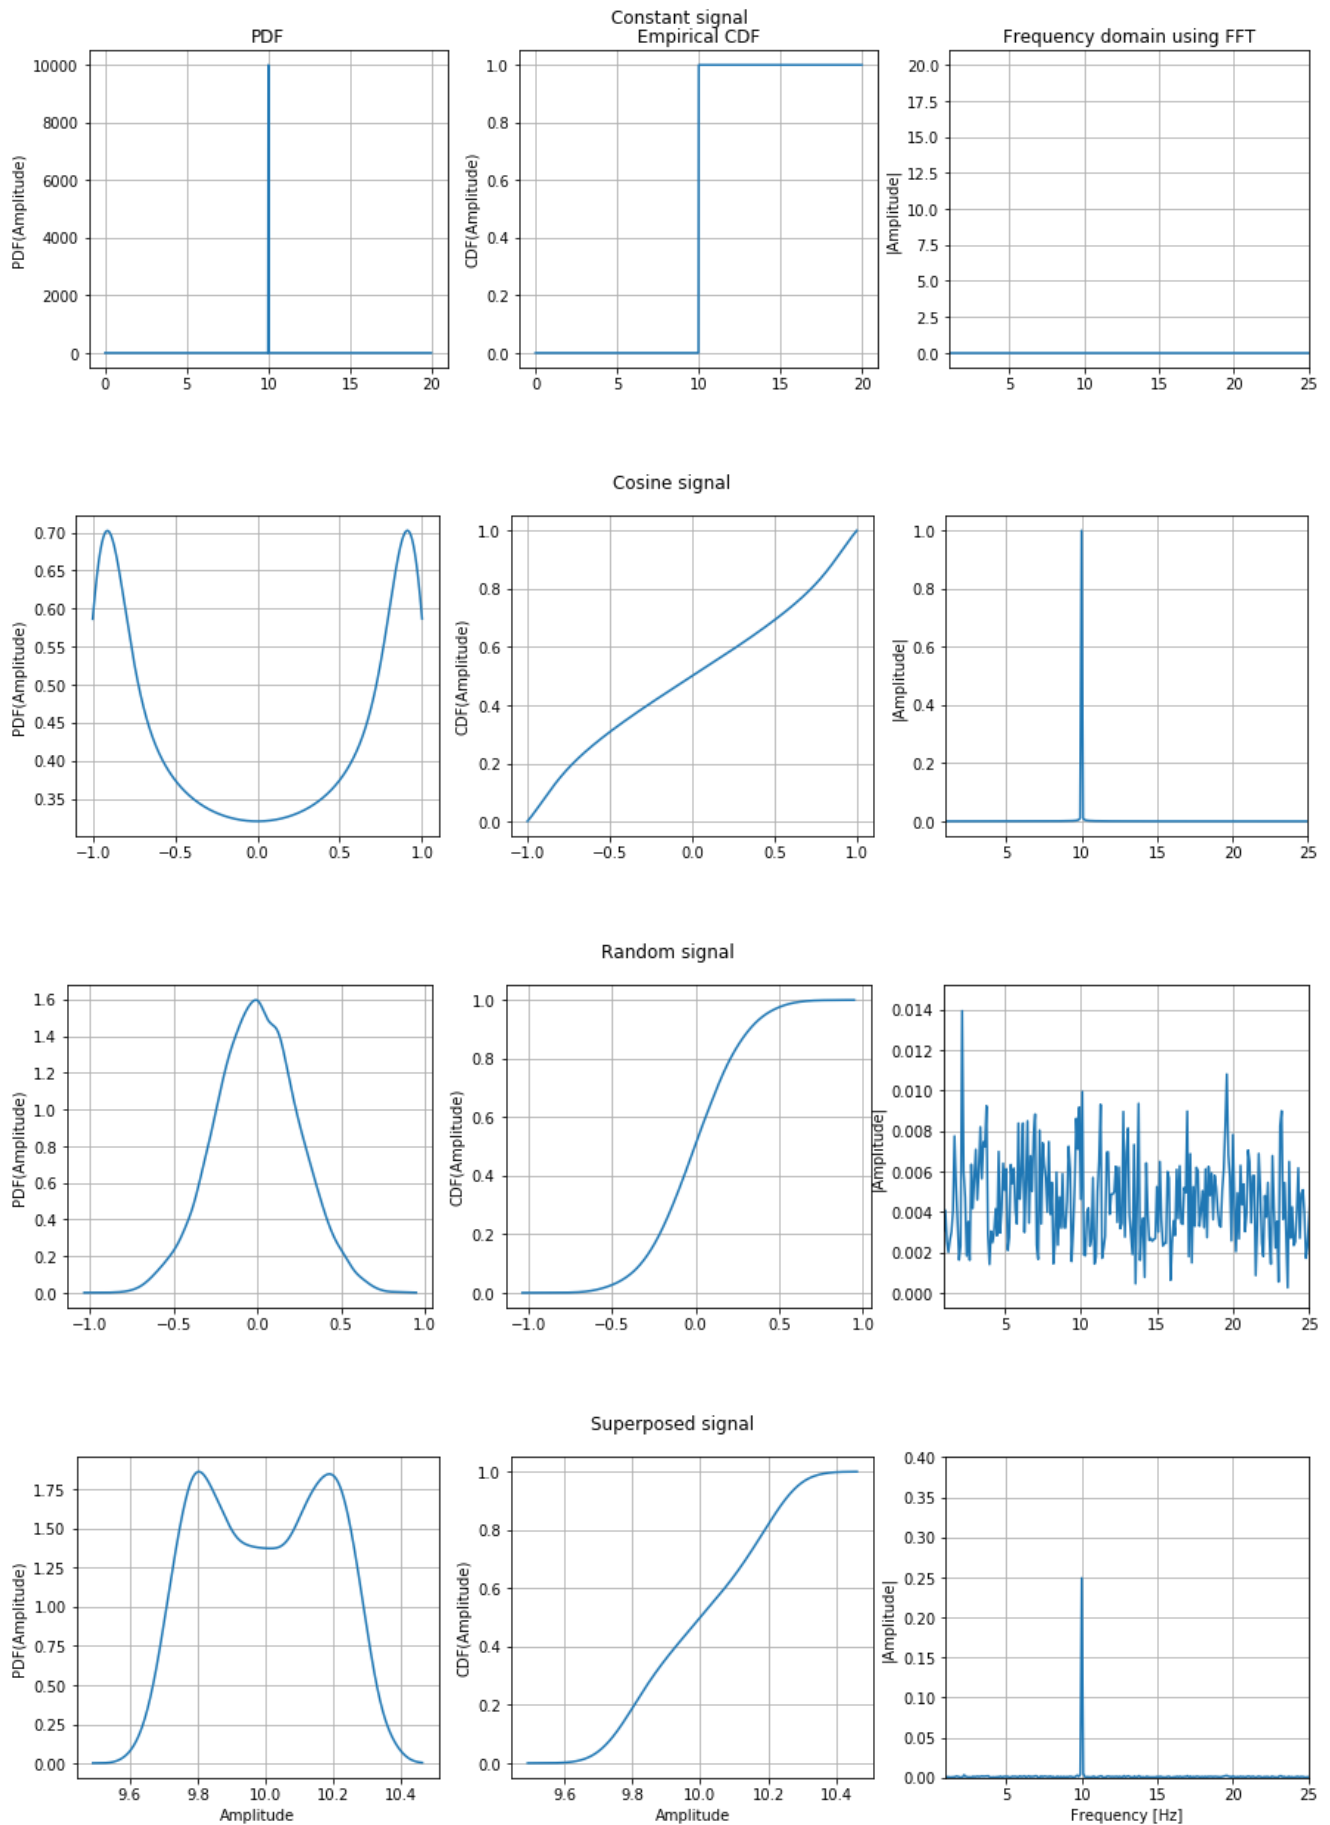 Constant signal
PDF
Empirical CDF
Frequency domain using FFT
PDF(Amplitude)
10000
8000
6000
4000
2000
0
0 5 10 15 20
CDF(Amplitude)
1.0
0.8
0.6
0.4
0.2
0.0
0 5 10 15 20
|Amplitude|
20.0
17.5
15.0
12.5
10.0
7.5
5.0
2.5
0.0
5 10 15 20 25
Cosine signal
PDF(Amplitude)
0.70
0.65
0.60
0.55
0.50
0.45
0.40
0.35
−1.0 −0.5 0.0 0.5 1.0
CDF(Amplitude)
1.0
0.8
0.6
0.4
0.2
0.0
−1.0 −0.5 0.0 0.5 1.0
|Amplitude|
1.0
0.8
0.6
0.4
0.2
0.0
5 10 15 20 25
Random signal
PDF(Amplitude)
1.6
1.4
1.2
1.0
0.8
0.6
0.4
0.2
0.0
−1.0 −0.5 0.0 0.5 1.0
CDF(Amplitude)
1.0
0.8
0.6
0.4
0.2
0.0
−1.0 −0.5 0.0 0.5 1.0
|Amplitude|
0.014
0.012
0.010
0.008
0.006
0.004
0.002
0.000
5 10 15 20 25
Superposed signal
PDF(Amplitude)
1.75
1.50
1.25
1.00
0.75
0.50
0.25
0.00
9.6 9.8 10.0 10.2 10.4
Amplitude
CDF(Amplitude)
1.0
0.8
0.6
0.4
0.2
0.0
9.6 9.8 10.0 10.2 10.4
Amplitude
|Amplitude|
0.40
0.35
0.30
0.25
0.20
0.15
0.10
0.05
0.00
5 10 15 20 25
Frequency [Hz]